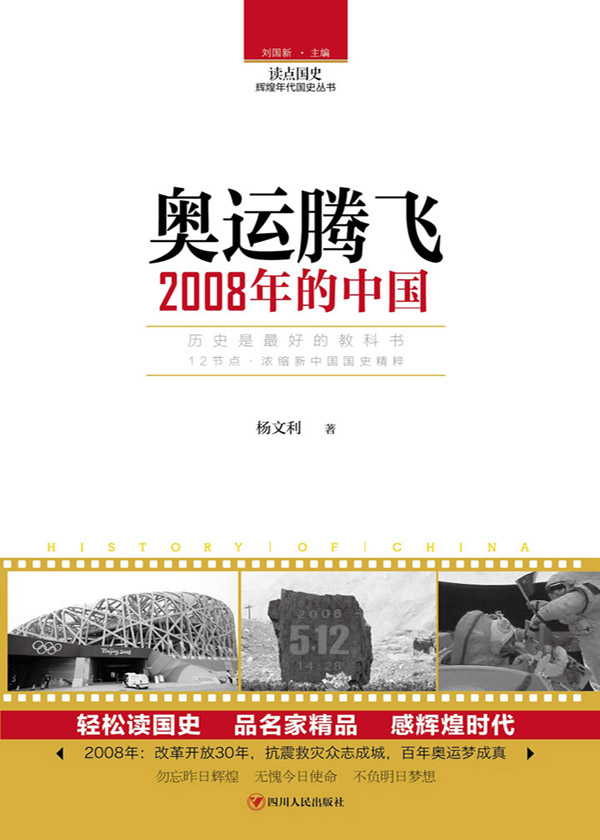 刘国新 · 主编
读点国史
辉煌年代国史丛书
奥运腾飞
2008年的中国
历史是最好的教科书
12节点·浓缩新中国国史精粹
杨文利 著
HISTORY|OF|CHINA
Beijing 2008
2008
5.12
14:28
轻松读国史 品名家精品 感辉煌时代
2008年：改革开放30年，抗震救灾众志成城，百年奥运梦成真
勿忘昨日辉煌 无愧今日使命 不负明日梦想
四川人民出版社